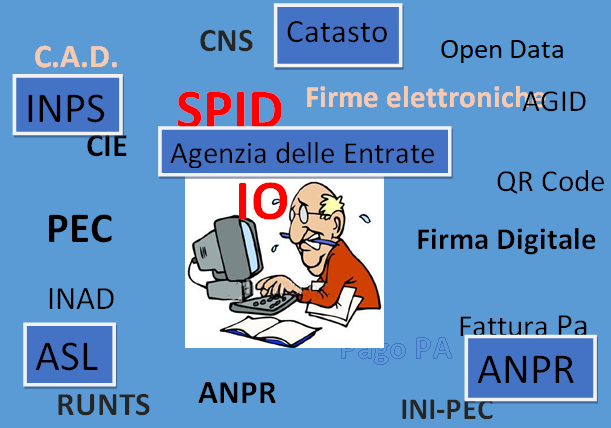 CNS
Catasto
Open Data
C.A.D.
INPS
SPID
Firme elettroniche
AGID
CIE
Agenzia delle Entrate
QR Code
IO
PEC
Firma Digitale
INAD
Fattura Pa
Pago PA
ASL
ANPR
ANPR
RUNTS
INI-PEC